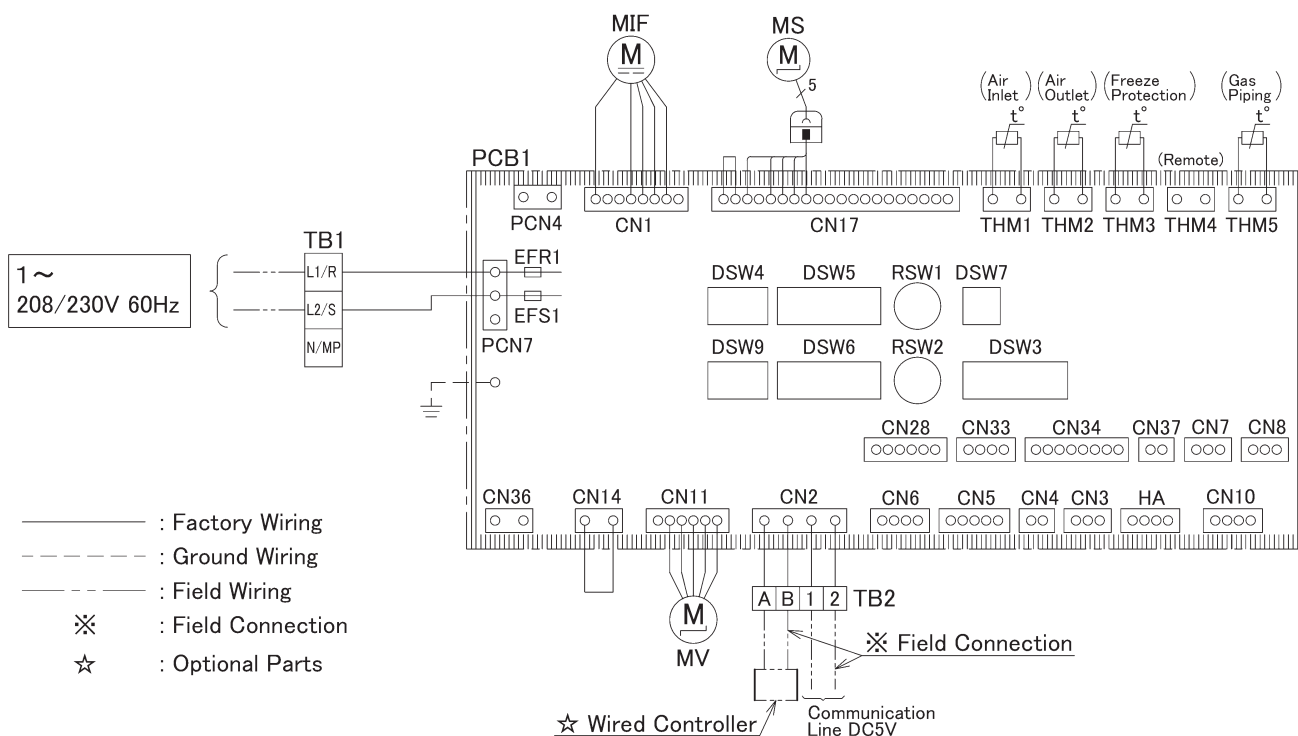 MIF
MS
M
M
5
(Air Inlet)
(Air Outlet)
(Freeze Protection)
(Gas Piping)
t°
t°
t°
t°
(Remote)
PCB1
PCN4
CN1
CN17
THM1
THM2
THM3
THM4
THM5
TB1
1～
208/230V 60Hz
L1/R
L2/S
N/MP
EFR1
EFS1
PCN7
DSW4
DSW5
RSW1
DSW7
DSW9
DSW6
RSW2
DSW3
CN28
CN33
CN34
CN37
CN7
CN8
CN36
CN14
CN11
CN2
CN6
CN5
CN4
CN3
HA
CN10
: Factory Wiring
: Ground Wiring
: Field Wiring
※ : Field Connection
☆ : Optional Parts
M
MV
A B 1 2
TB2
※ Field Connection
☆ Wired Controller
Communication
Line DC5V